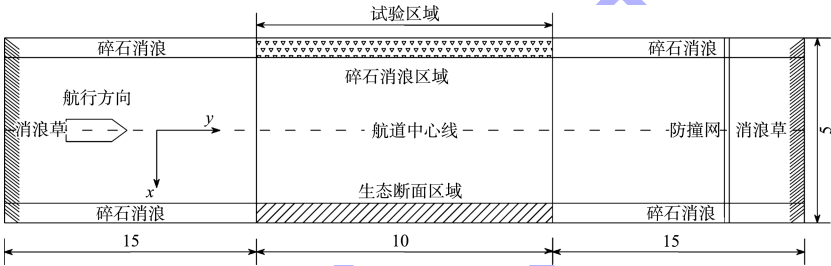 试验区域
碎石消浪
碎石消浪
碎石消浪区域
航行方向
消浪草
y
航道中心线
防撞网
消浪草
5
x
生态断面区域
碎石消浪
碎石消浪
15
10
15